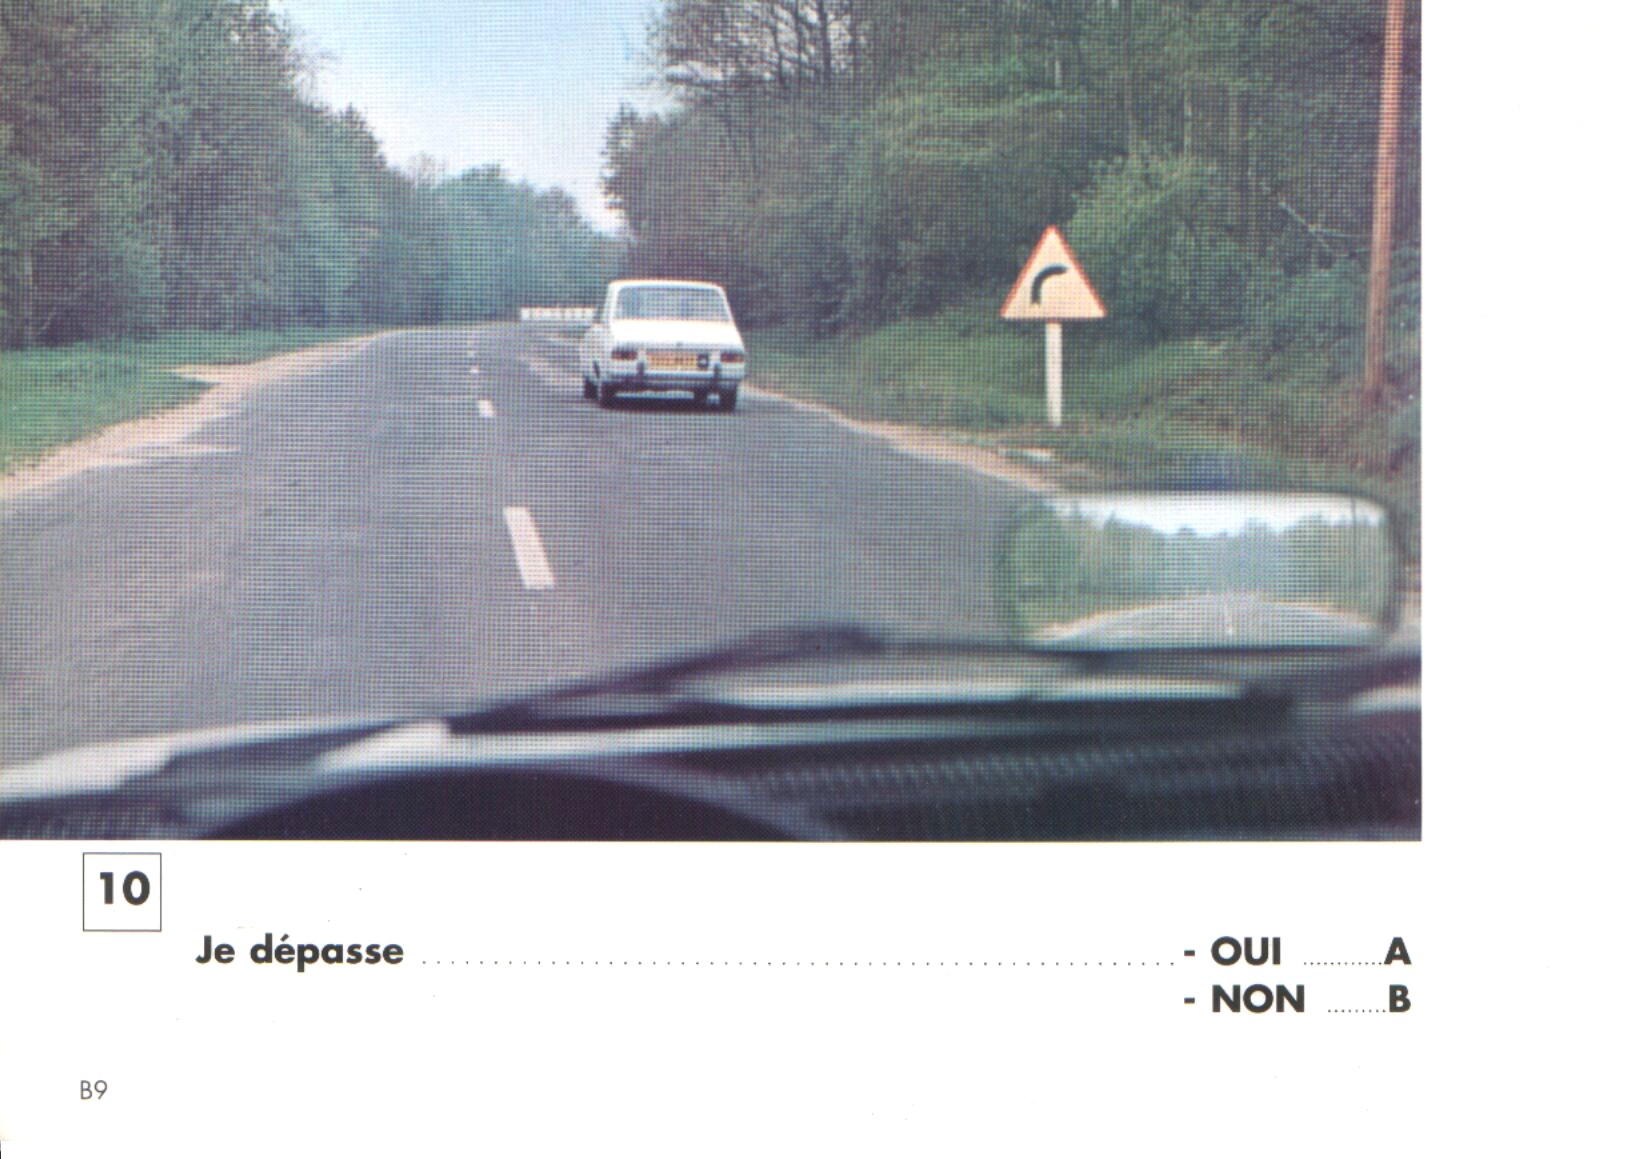 10
Je dépasse .......... - OUI ..........A
- NON .........B
B9